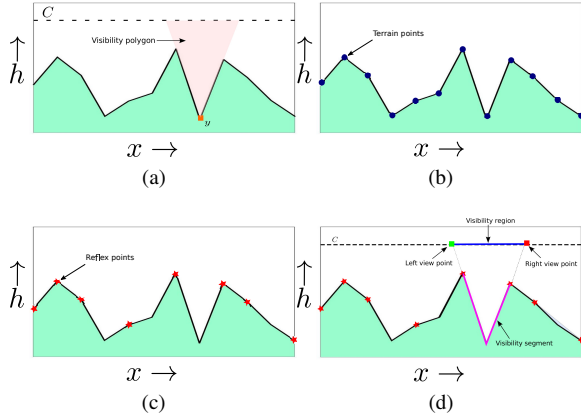 C
Visibility polygon
y
h
x →
(a)
Terrain points
h
x →
(b)
Reflex points
h
x →
(c)
Visibility region
C
Left view point
Right view point
Visibility segment
h
x →
(d)